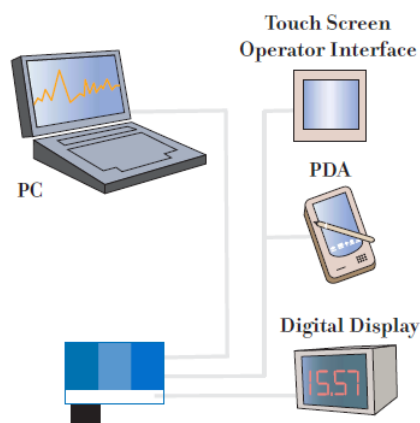 Touch Screen
Operator Interface
PC
PDA
Digital Display
15.57